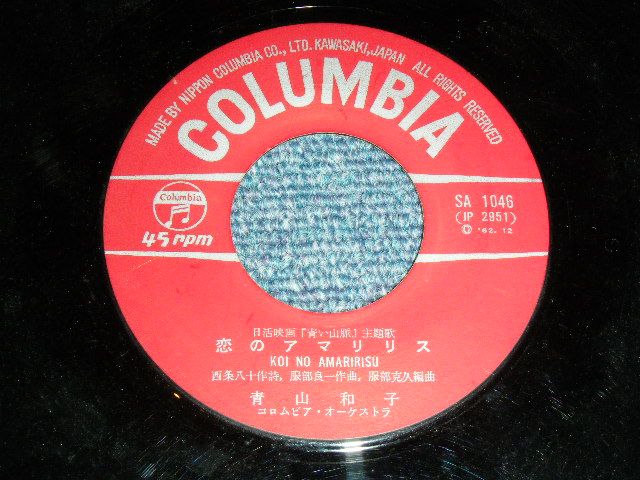 MADE BY NIPPON COLUMBIA CO., LTD. KAWASAKI, JAPAN ALL RIGHTS RESERVED
COLUMBIA
Columbia
45 rpm
SA 1046
(JP 2951)
Ⓟ '62. 12
日活映画『青い山脈』主題歌
恋のアマリリス
KOI NO AMARIRISU
西条八十作詩, 服部良一作曲, 服部克久編曲
青山和子
コロムビア・オーケストラ